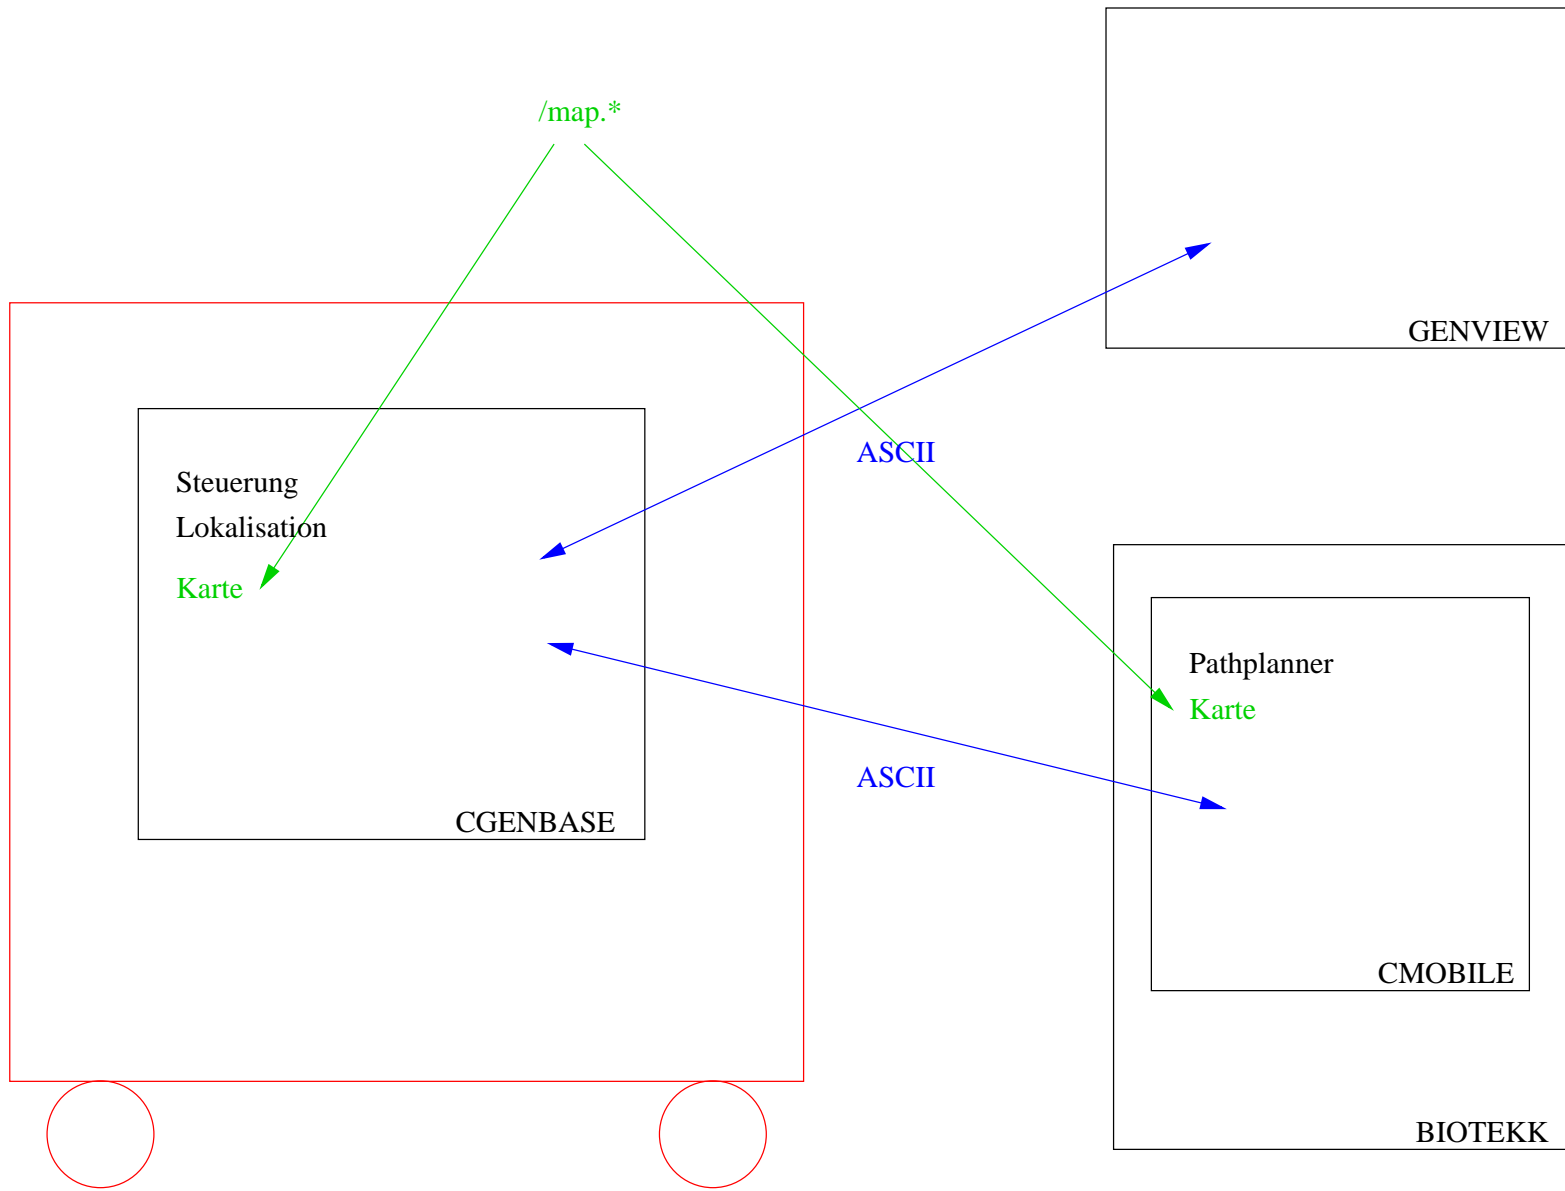 /map.*
GENVIEW
ASCII
Steuerung
Lokalisation
Karte
Pathplanner
Karte
ASCII
CGENBASE
CMOBILE
BIOTEKK